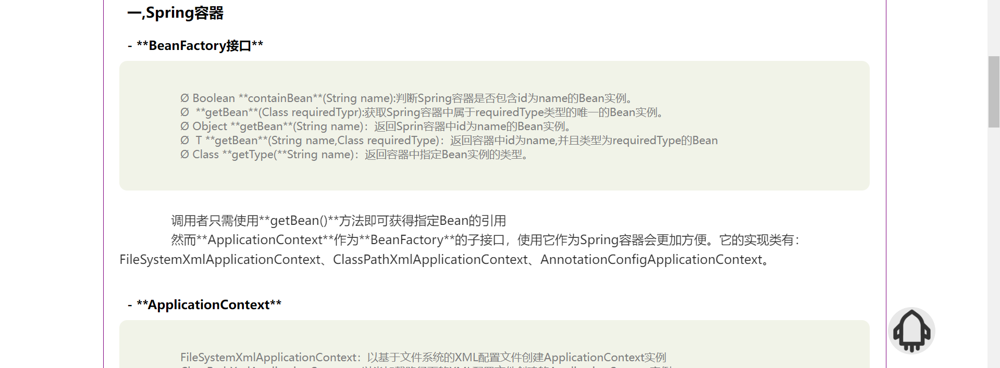 一,Spring容器
- **BeanFactory接口**
Ø Boolean **containBean**(String name):判断Spring容器是否包含id为name的Bean实例。
Ø  **getBean**(Class requiredTypr):获取Spring容器中属于requiredType类型的唯一的Bean实例。
Ø Object **getBean**(String name)：返回Sprin容器中id为name的Bean实例。
Ø  T **getBean**(String name,Class requiredType)：返回容器中id为name,并且类型为requiredType的Bean
Ø Class **getType(**String name)：返回容器中指定Bean实例的类型。
调用者只需使用**getBean()**方法即可获得指定Bean的引用
然而**ApplicationContext**作为**BeanFactory**的子接口，使用它作为Spring容器会更加方便。它的实现类有：
FileSystemXmlApplicationContext、ClassPathXmlApplicationContext、AnnotationConfigApplicationContext。
- **ApplicationContext**
FileSystemXmlApplicationContext：以基于文件系统的XML配置文件创建ApplicationContext实例